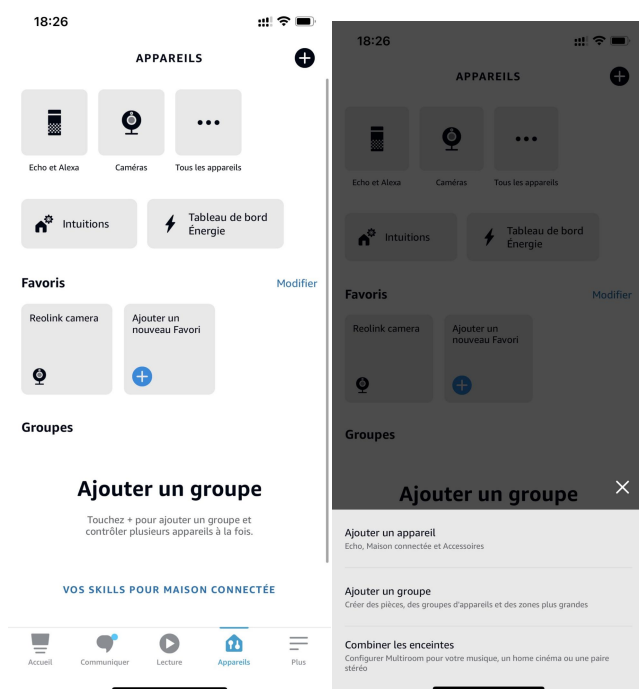 18:26
APPAREILS
Echo et Alexa
Caméras
Tous les appareils
Intuitions
Tableau de bord
Énergie
Favoris
Modifier
Reolink camera
Ajouter un
nouveau Favori
Groupes
Ajouter un groupe
Touchez + pour ajouter un groupe et
contrôler plusieurs appareils à la fois.
VOS SKILLS POUR MAISON CONNECTÉE
Accueil
Communiquer
Lecture
Appareils
Plus
18:26
APPAREILS
Echo et Alexa
Caméras
Tous les appareils
Intuitions
Tableau de bord
Énergie
Favoris
Modifier
Reolink camera
Ajouter un
nouveau Favori
Groupes
Ajouter un groupe
Ajouter un appareil
Echo, Maison connectée et Accessoires
Ajouter un groupe
Créer des pièces, des groupes d'appareils et des zones plus grandes
Combiner les enceintes
Configurer Multiroom pour votre musique, un home cinéma ou une paire
stéréo